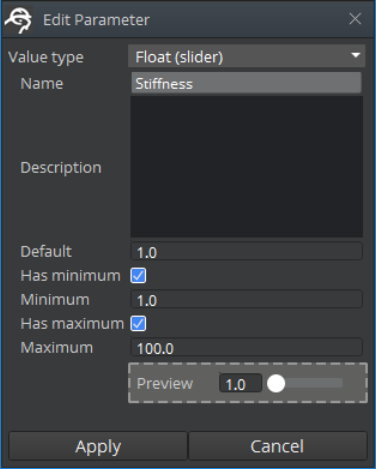 Edit Parameter
Value type Float (slider)
Name Stiffness
Description
Default 1.0
Has minimum
Minimum 1.0
Has maximum
Maximum 100.0
Preview 1.0
Apply Cancel